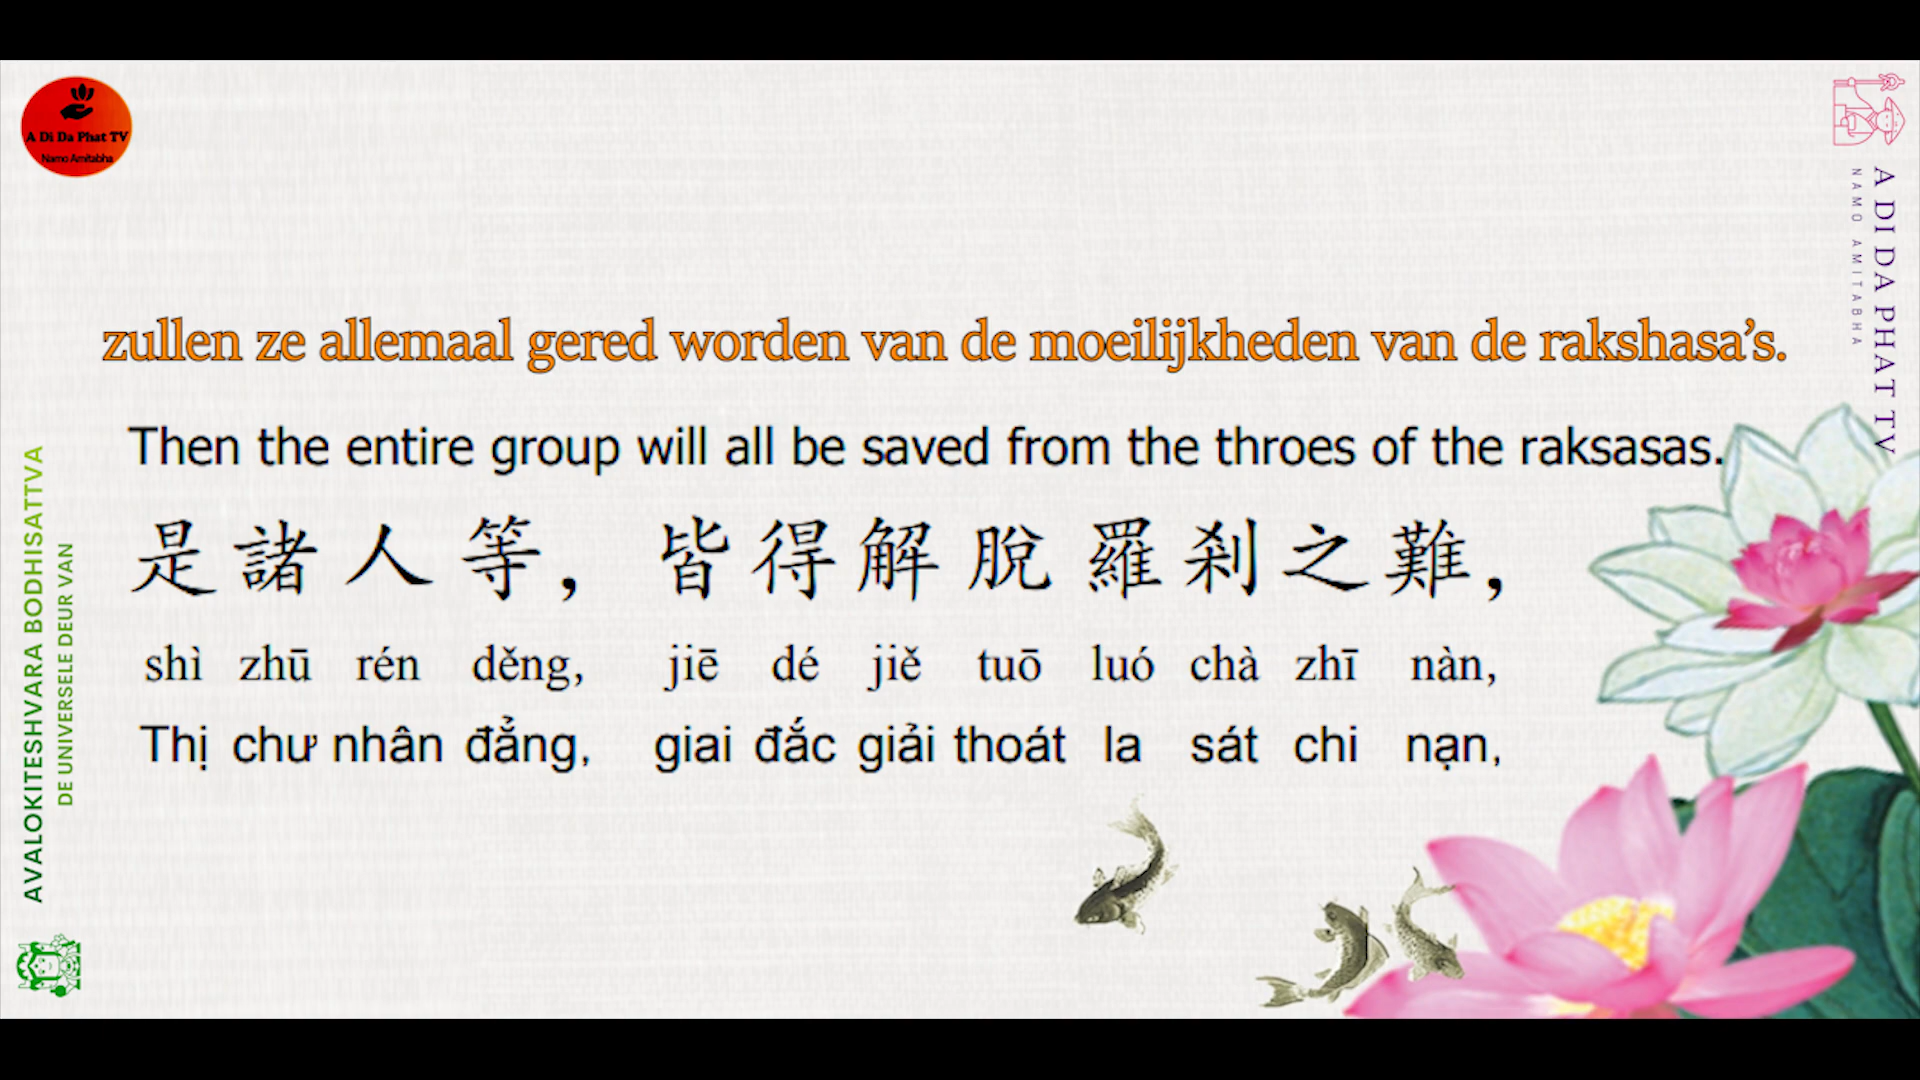 A Di Da Phat TV
Namo Amitabha
A DI DA PHAT TV
NAMO AMITABHA
zullen ze allemaal gered worden van de moeilijkheden van de rakshasa’s.
Then the entire group will all be saved from the throes of the raksasas.
是諸人等，皆得解脫羅剎之難，
shì zhū rén děng, jiē dé jiě tuō luó chà zhī nàn,
Thị chư nhân đẳng, giai đắc giải thoát la sát chi nạn,
AVALOKITESHVARA BODHISATTVA
DE UNIVERSELE DEUR VAN